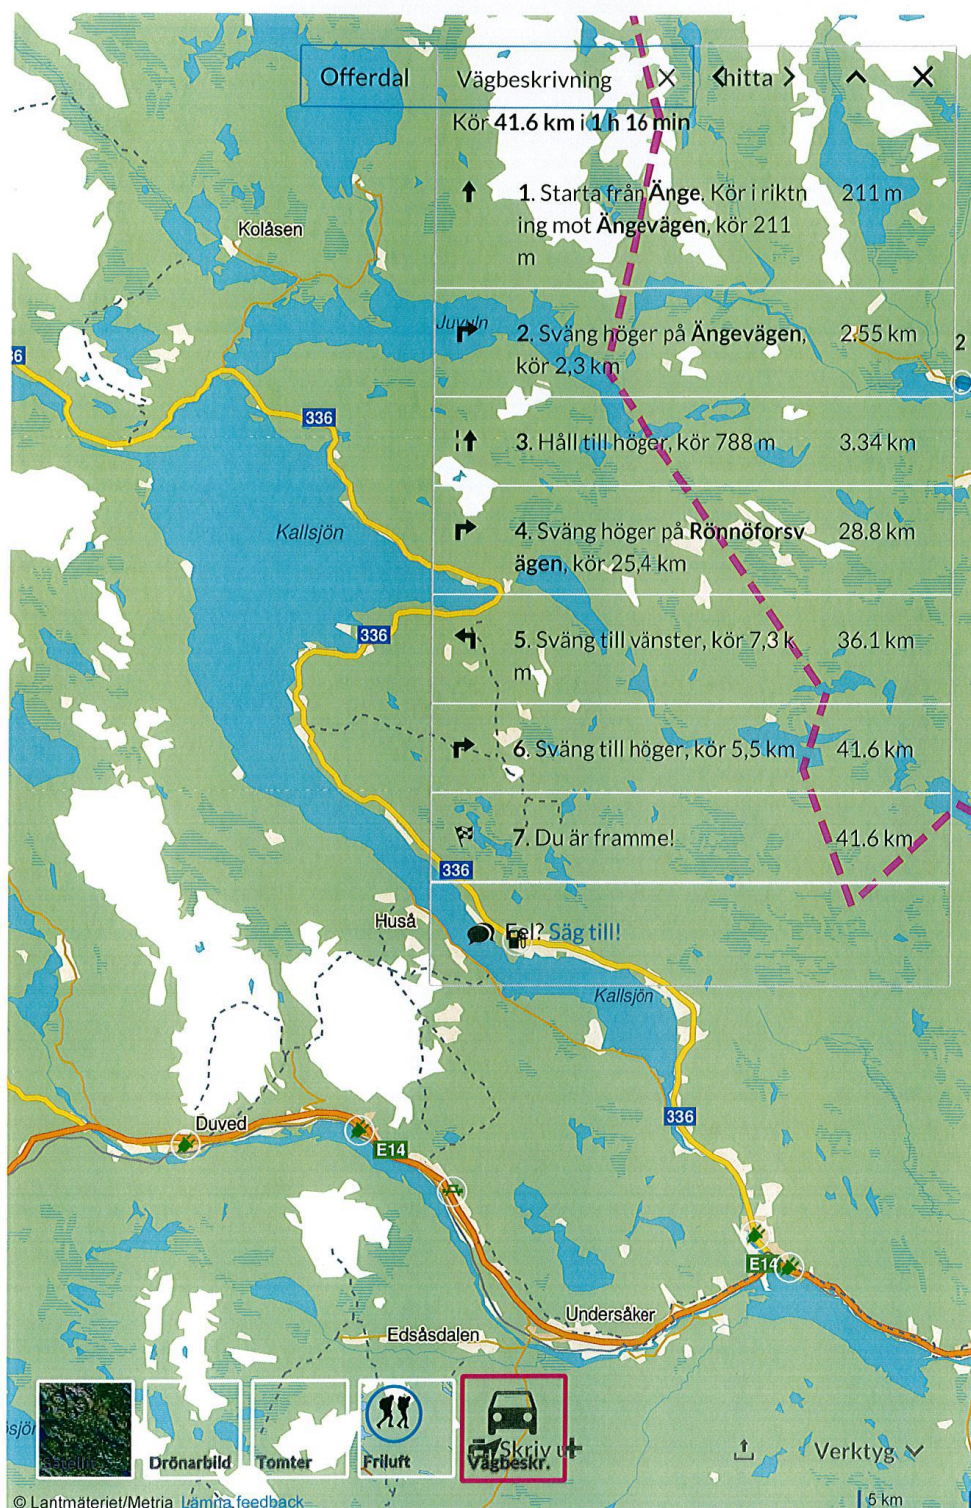 Offerdal
Vägbeskrivning
hitta
Kör 41.6 km i 1 h 16 min
1. Starta från Änge. Kör i riktn
ing mot Ängevägen, kör 211
m
211 m
Kolåsen
Juvuln
2. Sväng höger på Ängevägen,
kör 2,3 km
2.55 km
2
336
3. Håll till höger, kör 788 m
3.34 km
Kallsjön
4. Sväng höger på Rönnöforsv
ägen, kör 25,4 km
28.8 km
336
5. Sväng till vänster, kör 7,3 k
m
36.1 km
6. Sväng till höger, kör 5,5 km
41.6 km
7. Du är framme!
41.6 km
336
Huså
Fel? Säg till!
Kallsjön
336
Duved
E14
E14
Undersåker
Edsåsdalen
Satellit
Drönarbild
Tomter
Friluft
Vägbeskr.
Skriv ut
Verktyg
© Lantmäteriet/Metria Lämna feedback
5 km